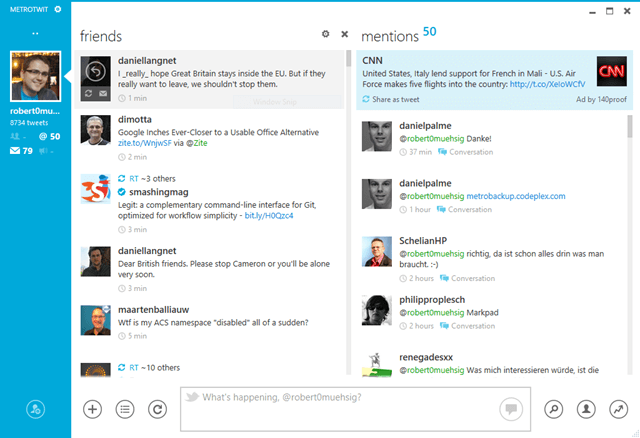 METROTWIT
robert0mu...
8734 tweets
@ 50
79
friends
daniellangnet
I _really_ hope Great Britain stays inside the EU. But if they
really want to leave, we shouldn't stop them.
1 min
dimotta
Google Inches Ever-Closer to a Usable Office Alternative
zite.to/WnjwSF via @Zite
2 min
RT ~3 others
smashingmag
Legit: a complementary command-line interface for Git,
optimized for workflow simplicity - bit.ly/H0Qzc4
3 min
daniellangnet
Dear British friends. Please stop Cameron or you'll be alone
very soon.
3 min
maartenballiauw
Wtf is my ACS namespace "disabled" all of a sudden?
5 min
RT ~10 others
mentions 50
CNN
United States, Italy lend support for French in Mali - U.S. Air
Force makes five flights into the country: http://t.co/XeIoWCfV
Share as tweet
Ad by 140proof
CNN
danielpalme
@robert0muehsig Danke!
37 min Conversation
danielpalme
@robert0muehsig metrobackup.codeplex.com
1 hour Conversation
SchelianHP
@robert0muehsig richtig, da ist schon alles drin was man
braucht. :-)
2 hours Conversation
philipproplesch
@robert0muehsig Markpad
2 hours Conversation
renegadesxx
@robert0muehsig Was mich interessieren würde, ist die
What's happening, @robert0muehsig?